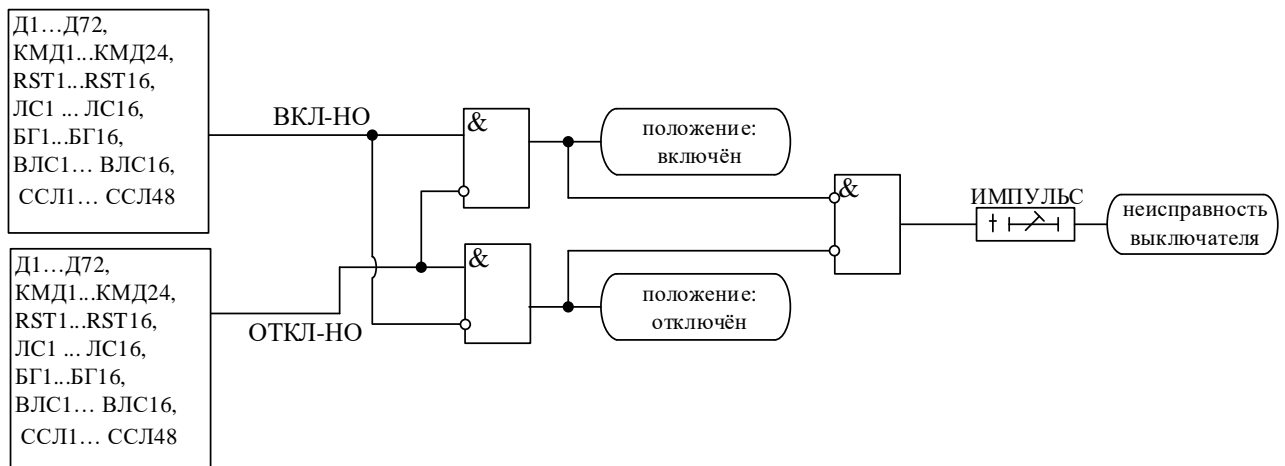 Д1…Д72,
КМД1...КМД24,
RST1...RST16,
ЛС1 ... ЛС16,
БГ1...БГ16,
ВЛС1… ВЛС16,
ССЛ1… ССЛ48
ВКЛ-НО
&
положение:
включён
&
ИМПУЛЬС
неисправность
выключателя
Д1…Д72,
КМД1...КМД24,
RST1...RST16,
ЛС1 ... ЛС16,
БГ1...БГ16,
ВЛС1… ВЛС16,
ССЛ1… ССЛ48
ОТКЛ-НО
&
положение:
отключён